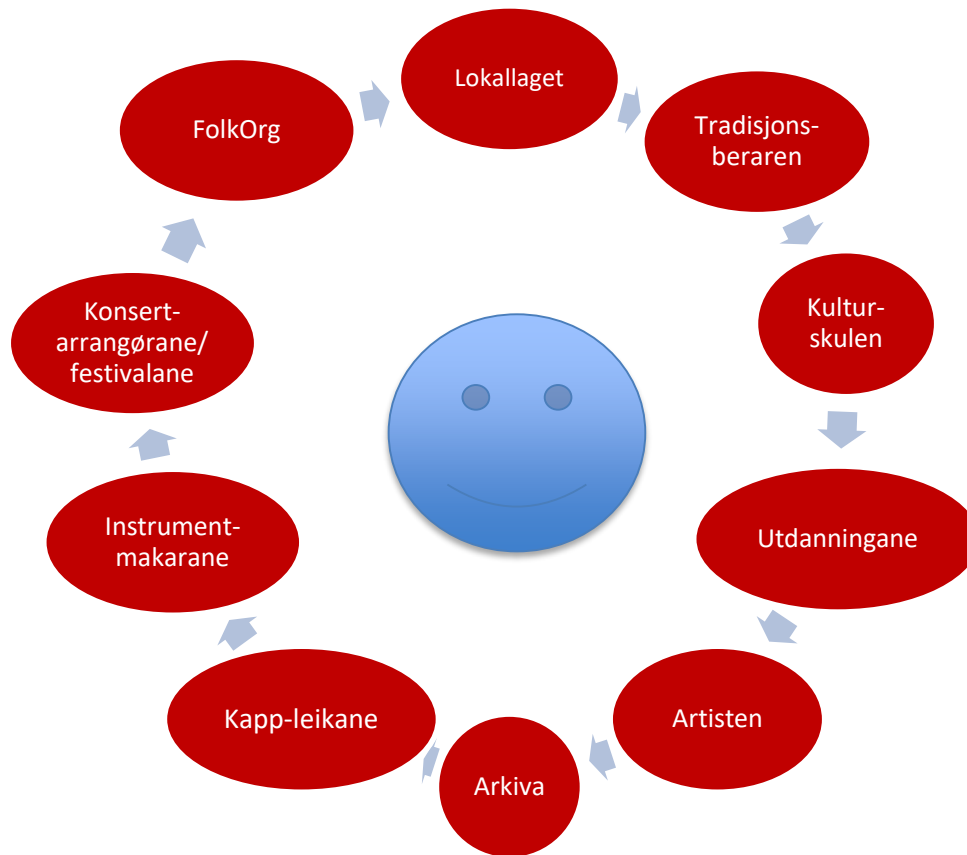 Lokallaget
Tradisjons-
beraren
Kultur-
skulen
Utdanningane
Artisten
Arkiva
Kapp-leikane
Instrument-
makarane
Konsert-
arrangørane/
festivalane
FolkOrg